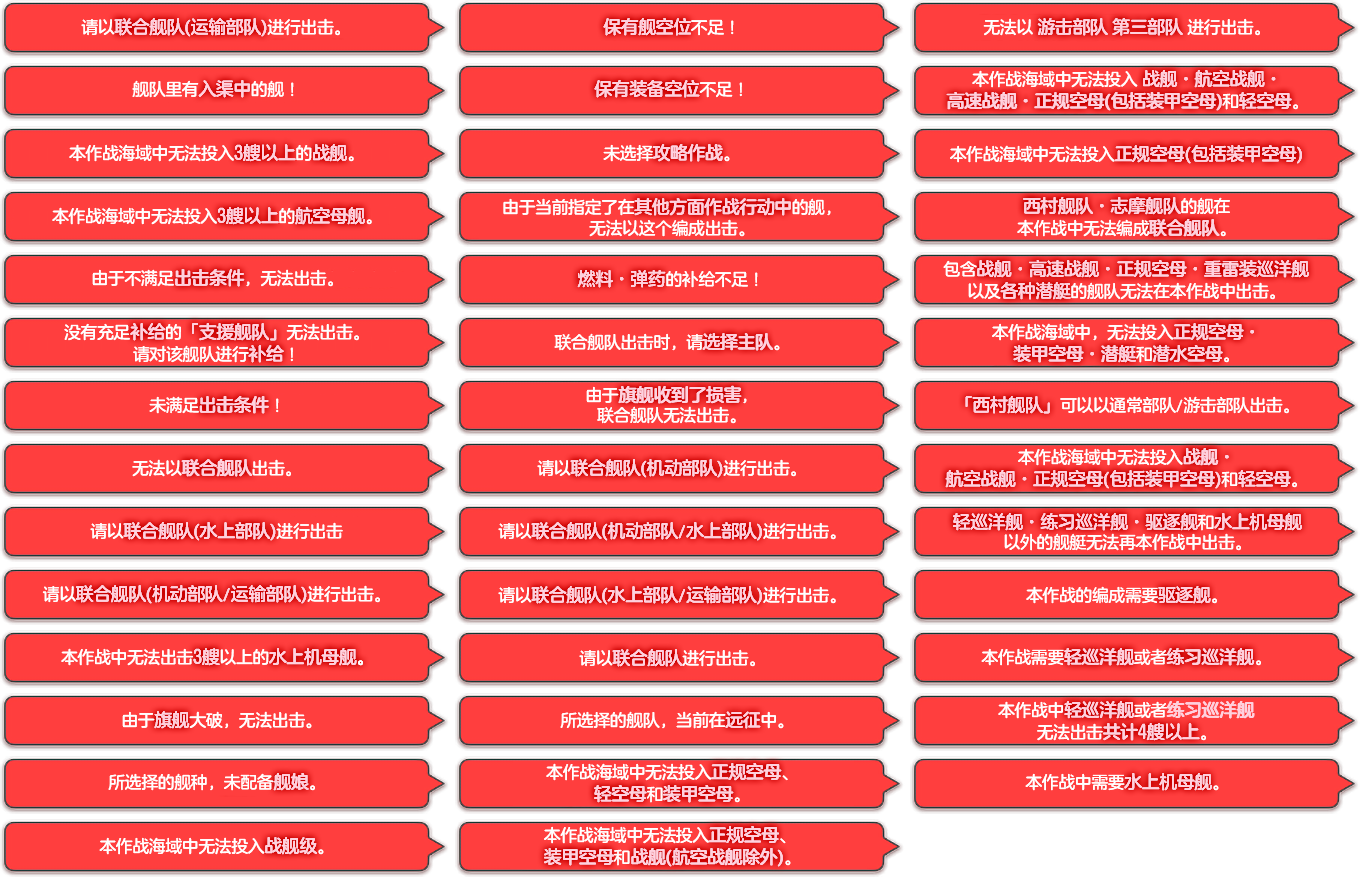 请以联合舰队(运输部队)进行出击。
舰队里有入渠中的舰！
本作战海域中无法投入3艘以上的战舰。
本作战海域中无法投入3艘以上的航空母舰。
由于不满足出击条件，无法出击。
没有充足补给的「支援舰队」无法出击。
请对该舰队进行补给！
未满足出击条件！
无法以联合舰队出击。
请以联合舰队(水上部队)进行出击
请以联合舰队(机动部队/运输部队)进行出击。
本作战中无法出击3艘以上的水上机母舰。
由于旗舰大破，无法出击。
所选择的舰种，未配备舰娘。
本作战海域中无法投入战舰级。
保有舰空位不足！
保有装备空位不足！
未选择攻略作战。
由于当前指定了在其他方面作战行动中的舰，
无法以这个编成出击。
燃料·弹药的补给不足！
联合舰队出击时，请选择主队。
由于旗舰收到了损害，
联合舰队无法出击。
请以联合舰队(机动部队)进行出击。
请以联合舰队(机动部队/水上部队)进行出击。
请以联合舰队(水上部队/运输部队)进行出击。
请以联合舰队进行出击。
所选择的舰队，当前在远征中。
本作战海域中无法投入正规空母、
轻空母和装甲空母。
本作战海域中无法投入正规空母、
装甲空母和战舰(航空战舰除外)。
无法以 游击部队 第三部队 进行出击。
本作战海域中无法投入 战舰·航空战舰·
高速战舰·正规空母(包括装甲空母)和轻空母。
本作战海域中无法投入正规空母(包括装甲空母)
西村舰队·志摩舰队的舰在
本作战中无法编成联合舰队。
包含战舰·高速战舰·正规空母·重雷装巡洋舰
以及各种潜艇的舰队无法在本作战中出击。
本作战海域中，无法投入正规空母·
装甲空母·潜艇和潜水空母。
「西村舰队」可以以通常部队/游击部队出击。
本作战海域中无法投入战舰·
航空战舰·正规空母(包括装甲空母)和轻空母。
轻巡洋舰·练习巡洋舰·驱逐舰和水上机母舰
以外的舰艇无法再本作战中出击。
本作战的编成需要驱逐舰。
本作战需要轻巡洋舰或者练习巡洋舰。
本作战中轻巡洋舰或者练习巡洋舰
无法出击共计4艘以上。
本作战中需要水上机母舰。